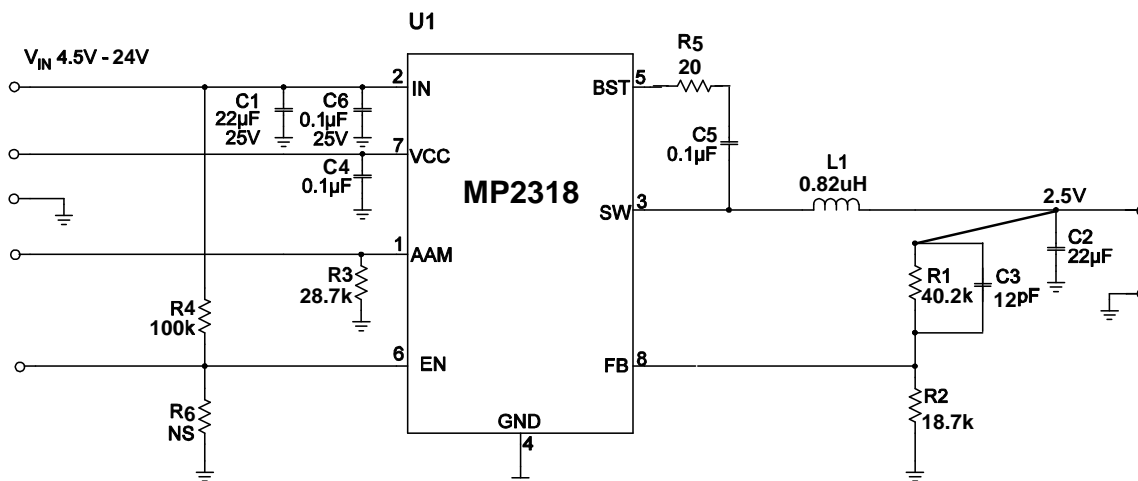 U1
V_IN 4.5V - 24V
2
IN
C1
22µF
25V
C6
0.1µF
25V
7
VCC
C4
0.1µF
1
AAM
R3
28.7k
R4
100k
6
EN
R6
NS
MP2318
GND
4
5
BST
R5
20
C5
0.1µF
SW
3
L1
0.82uH
2.5V
C2
22µF
R1
40.2k
C3
12pF
FB
8
R2
18.7k